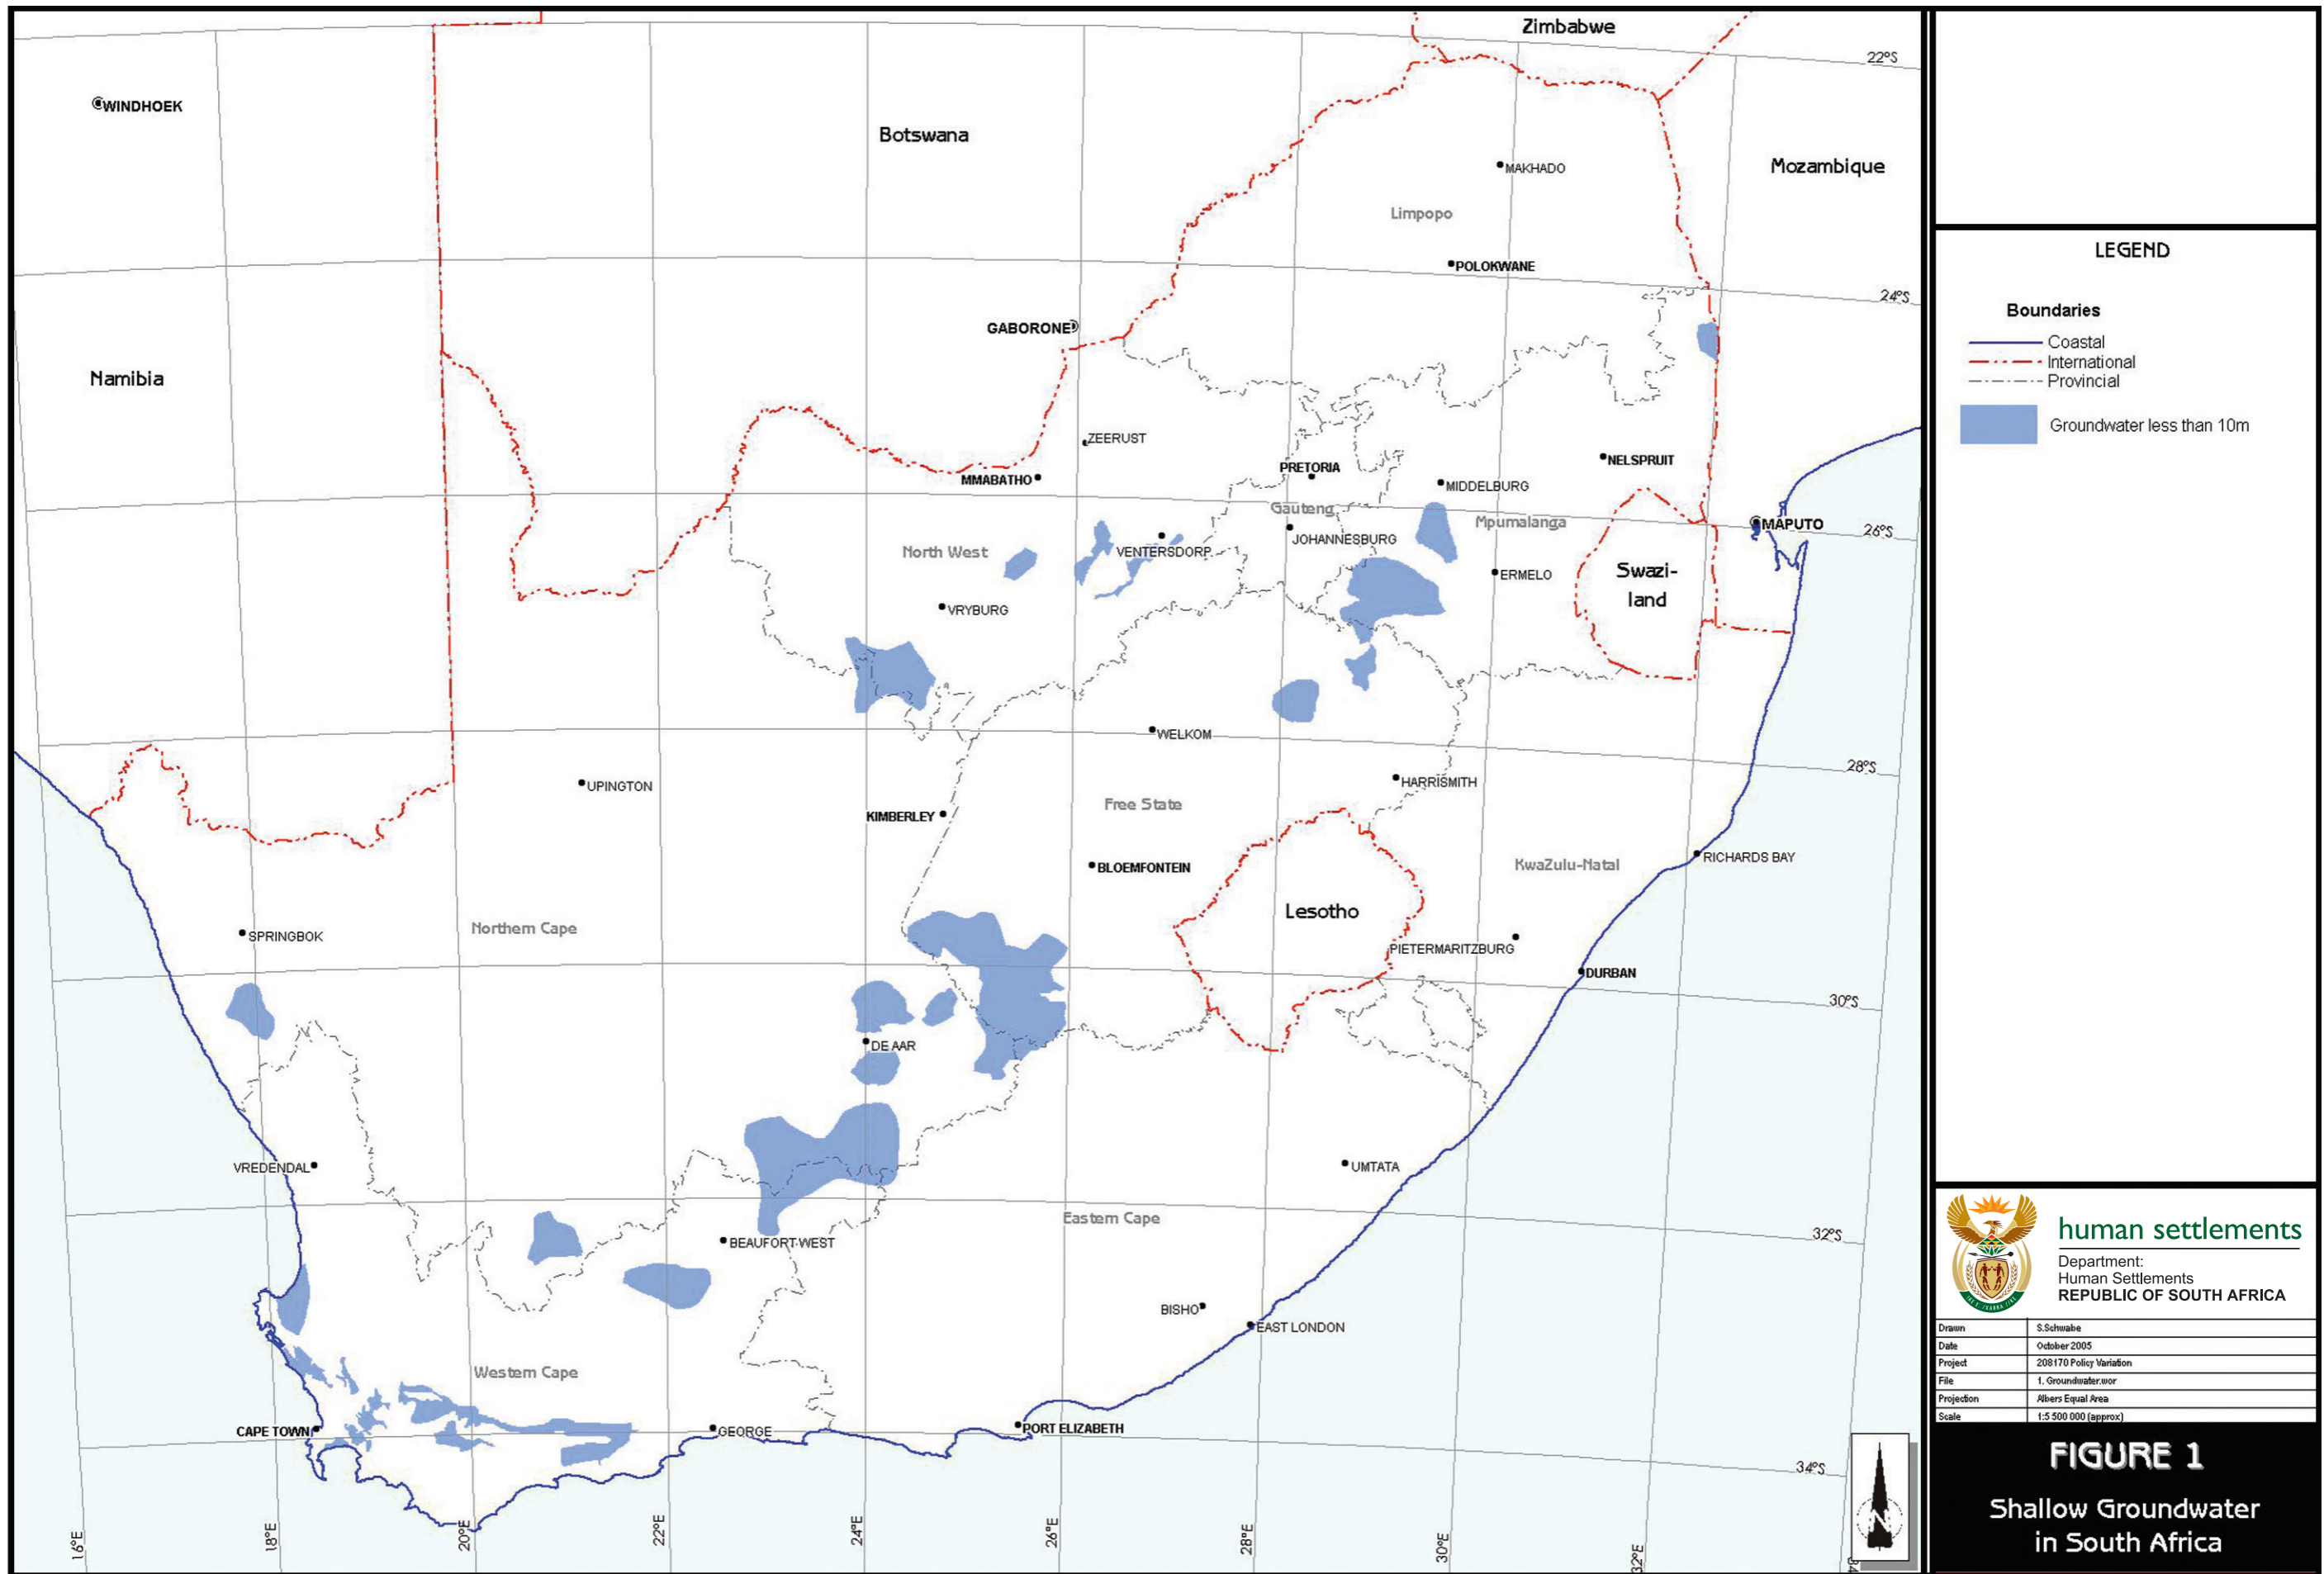 Zimbabwe
22°S
WINDHOEK
Botswana
MAKHADO
Mozambique
Limpopo
POLOKWANE
24°S
GABORONE
Namibia
ZEERUST
PRETORIA
NELSPRUIT
MMABATHO
MIDDELBURG
Gauteng
Mpumalanga
MAPUTO
26°S
JOHANNESBURG
North West
VENTERSDORP
ERMELO
Swazi-
land
VRYBURG
WELKOM
28°S
UPINGTON
HARRISMITH
Free State
KIMBERLEY
RICHARDS BAY
BLOEMFONTEIN
KwaZulu-Natal
Lesotho
Northern Cape
SPRINGBOK
PIETERMARITZBURG
DURBAN
30°S
DE AAR
VREDENDAL
UMTATA
Eastern Cape
32°S
BEAUFORT-WEST
BISHO
EAST LONDON
Western Cape
CAPE TOWN
GEORGE
PORT ELIZABETH
34°S
16°E
18°E
20°E
22°E
24°E
26°E
28°E
30°E
32°E
N
LEGEND
Boundaries
Coastal
International
Provincial
Groundwater less than 10m
human settlements
Department:
Human Settlements
REPUBLIC OF SOUTH AFRICA
Drawn S.Schwabe
Date October 2005
Project 208170 Policy Variation
File 1. Groundwater.wor
Projection Albers Equal Area
Scale 1:5 500 000 (approx)
FIGURE 1
Shallow Groundwater
in South Africa